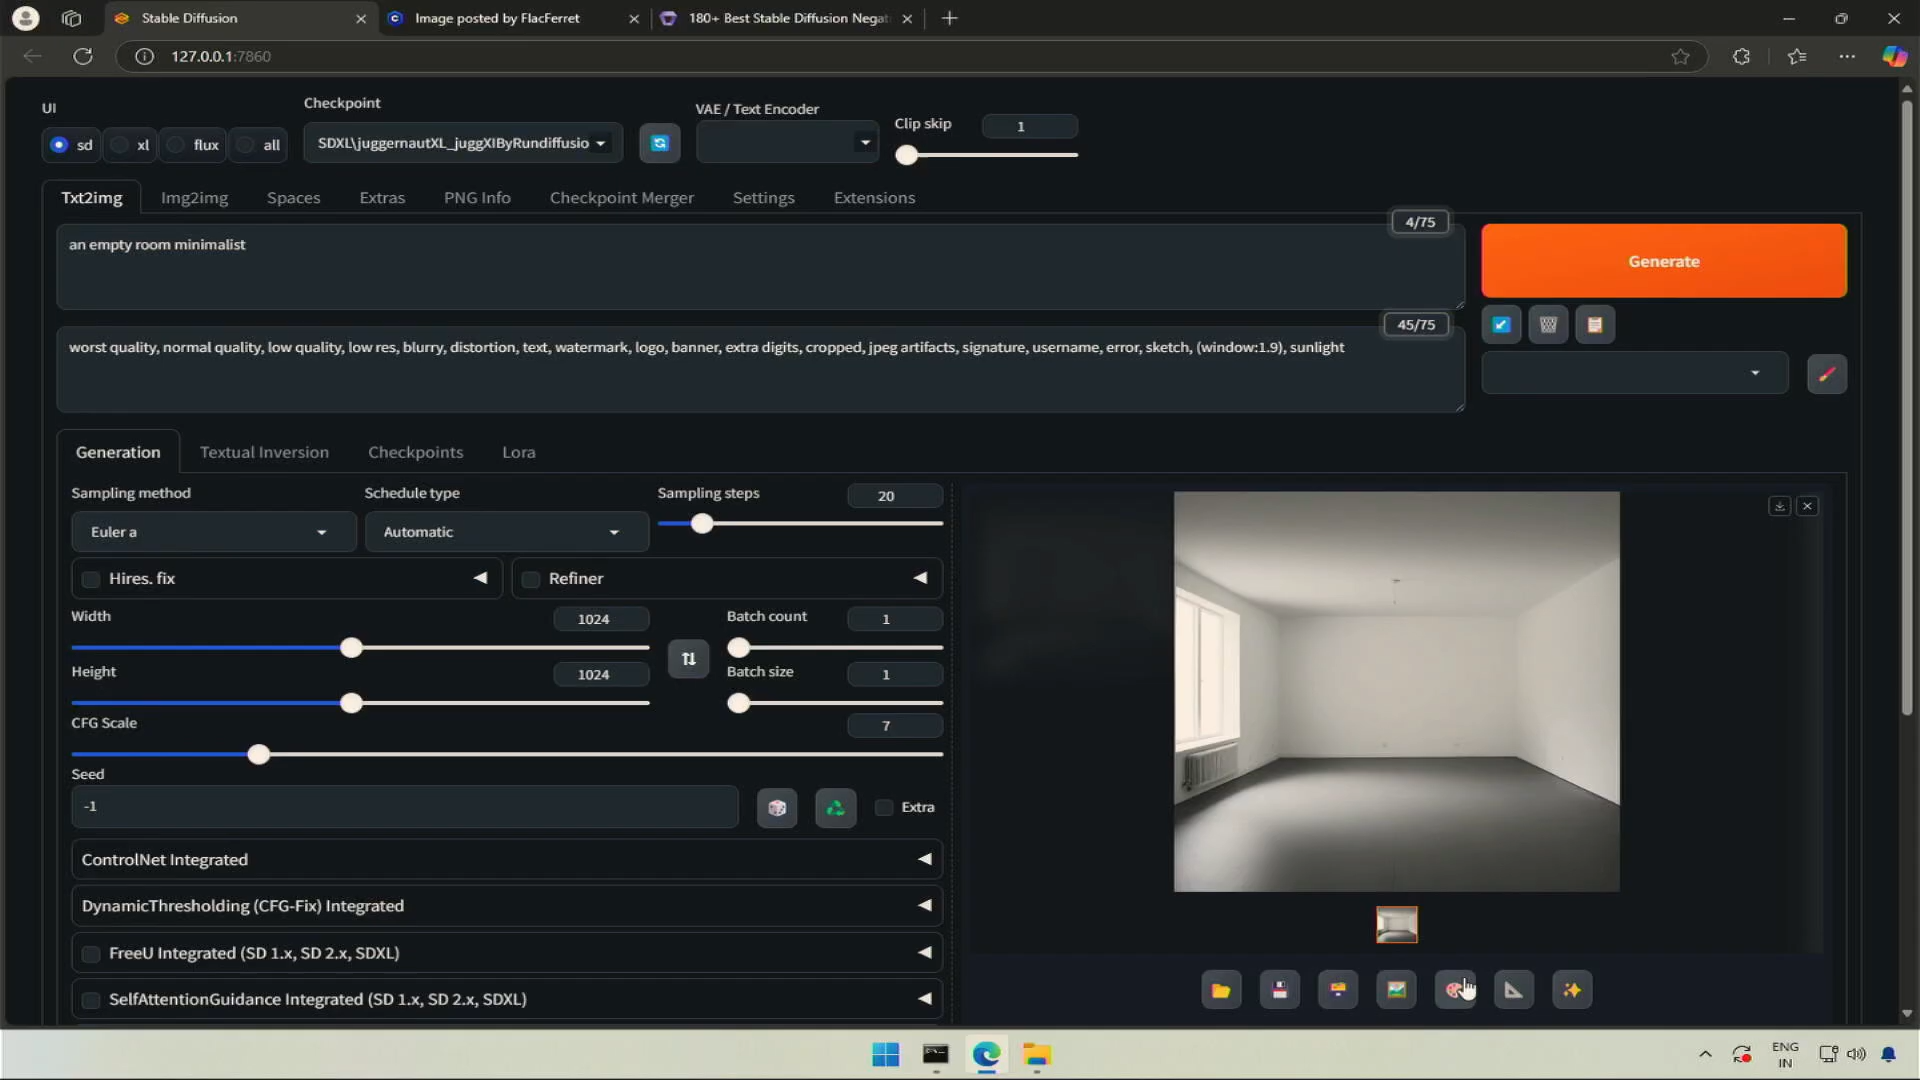 Stable Diffusion
Image posted by FlacFerret
180+ Best Stable Diffusion Negat
127.0.0.1:7860
UI
sd
xl
flux
all
Checkpoint
SDXL\juggernautXL_juggXIByRundiffusio
VAE / Text Encoder
Clip skip
1
Txt2img
Img2img
Spaces
Extras
PNG Info
Checkpoint Merger
Settings
Extensions
4/75
an empty room minimalist
Generate
45/75
worst quality, normal quality, low quality, low res, blurry, distortion, text, watermark, logo, banner, extra digits, cropped, jpeg artifacts, signature, username, error, sketch, (window:1.9), sunlight
Generation
Textual Inversion
Checkpoints
Lora
Sampling method
Schedule type
Sampling steps
20
Euler a
Automatic
Hires. fix
Refiner
Width
1024
Batch count
1
Height
1024
Batch size
1
CFG Scale
7
Seed
-1
Extra
ControlNet Integrated
DynamicThresholding (CFG-Fix) Integrated
FreeU Integrated (SD 1.x, SD 2.x, SDXL)
SelfAttentionGuidance Integrated (SD 1.x, SD 2.x, SDXL)
ENG
IN